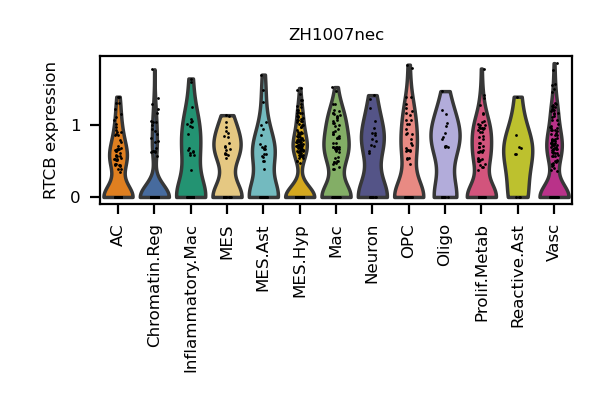 ZH1007nec
RTCB expression
1
0
AC
Chromatin.Reg
Inflammatory.Mac
MES
MES.Ast
MES.Hyp
Mac
Neuron
OPC
Oligo
Prolif.Metab
Reactive.Ast
Vasc